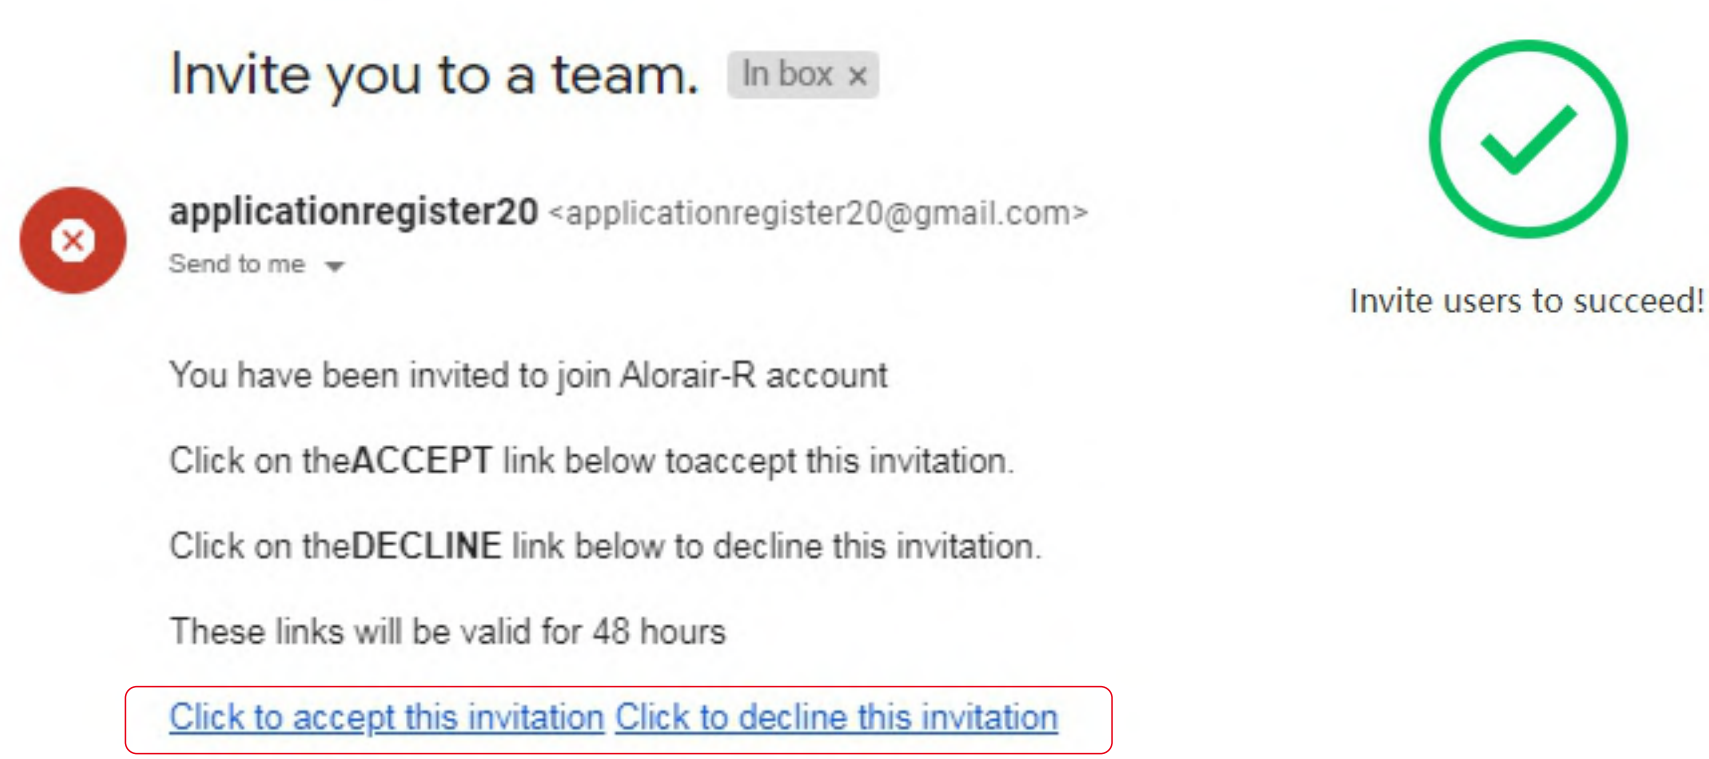 Invite you to a team. In box ×
applicationregister20 <applicationregister20@gmail.com>
Send to me
You have been invited to join Alorair-R account
Click on theACCEPT link below toaccept this invitation.
Click on theDECLINE link below to decline this invitation.
These links will be valid for 48 hours
Click to accept this invitation Click to decline this invitation
Invite users to succeed!